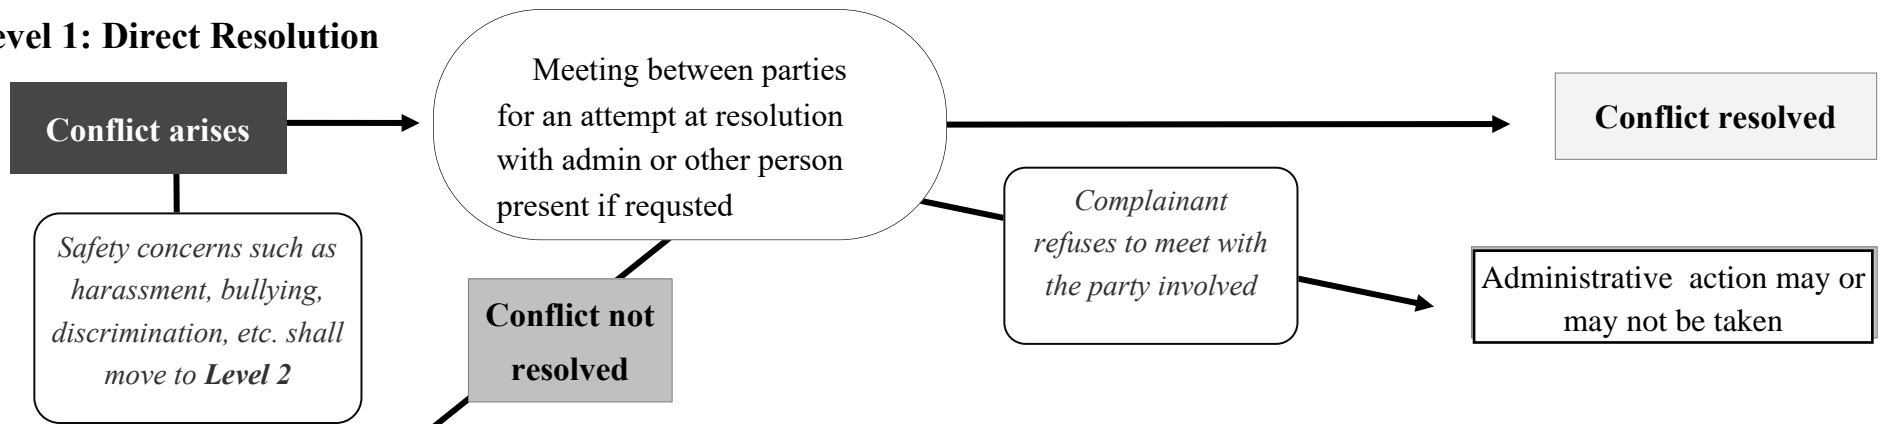 evel 1: Direct Resolution
Conflict arises
Meeting between parties
for an attempt at resolution
with admin or other person
present if requsted
Conflict resolved
Safety concerns such as
harassment, bullying,
discrimination, etc. shall
move to Level 2
Conflict not
resolved
Complainant
refuses to meet with
the party involved
Administrative  action may or
may not be taken